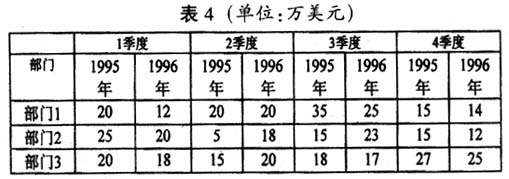 表4(单位:万美元)
部门 1季度 2季度 3季度 4季度
1995年 1996年 1995年 1996年 1995年 1996年 1995年 1996年
部门1 20 12 20 20 35 25 15 14
部门2 25 20 5 18 15 23 15 12
部门3 20 18 15 20 18 17 27 25